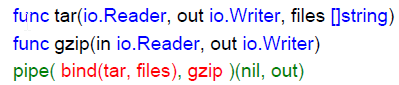 func tar(io.Reader, out io.Writer, files []string)
func gzip(in io.Reader, out io.Writer)
pipe( bind(tar, files), gzip )(nil, out)